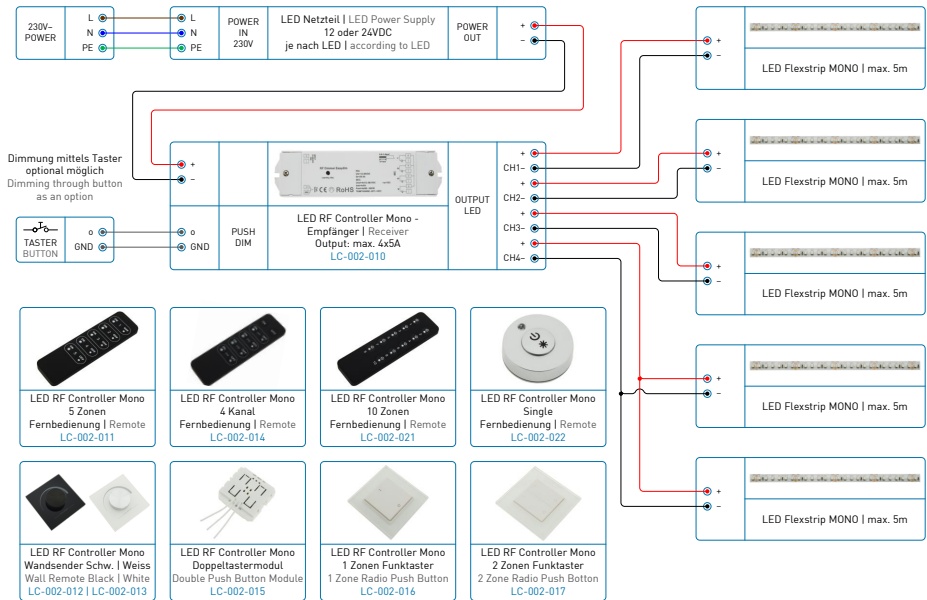 230V~
POWER
L
N
PE
L
N
PE
POWER
IN
230V
LED Netzteil | LED Power Supply
12 oder 24VDC
je nach LED | according to LED
POWER
OUT
+
–
+
–
LED Flexstrip MONO | max. 5m
Dimmung mittels Taster
optional möglich
Dimming through button
as an option
+
–
RoHS
OUTPUT
LED
+
CH1–
+
CH2–
+
CH3–
+
CH4–
+
–
LED Flexstrip MONO | max. 5m
TASTER
BUTTON
o
GND
o
GND
PUSH
DIM
LED RF Controller Mono -
Empfänger | Receiver
Output: max. 4x5A
LC-002-010
+
–
LED Flexstrip MONO | max. 5m
LED RF Controller Mono
5 Zonen
Fernbedienung | Remote
LC-002-011
LED RF Controller Mono
4 Kanal
Fernbedienung | Remote
LC-002-014
LED RF Controller Mono
10 Zonen
Fernbedienung | Remote
LC-002-021
LED RF Controller Mono
Single
Fernbedienung | Remote
LC-002-022
+
–
LED Flexstrip MONO | max. 5m
LED RF Controller Mono
Wandsender Schw. | Weiss
Wall Remote Black | White
LC-002-012 | LC-002-013
LED RF Controller Mono
Doppeltastermodul
Double Push Button Module
LC-002-015
LED RF Controller Mono
1 Zonen Funktaster
1 Zone Radio Push Button
LC-002-016
LED RF Controller Mono
2 Zonen Funktaster
2 Zone Radio Push Botton
LC-002-017
+
–
LED Flexstrip MONO | max. 5m